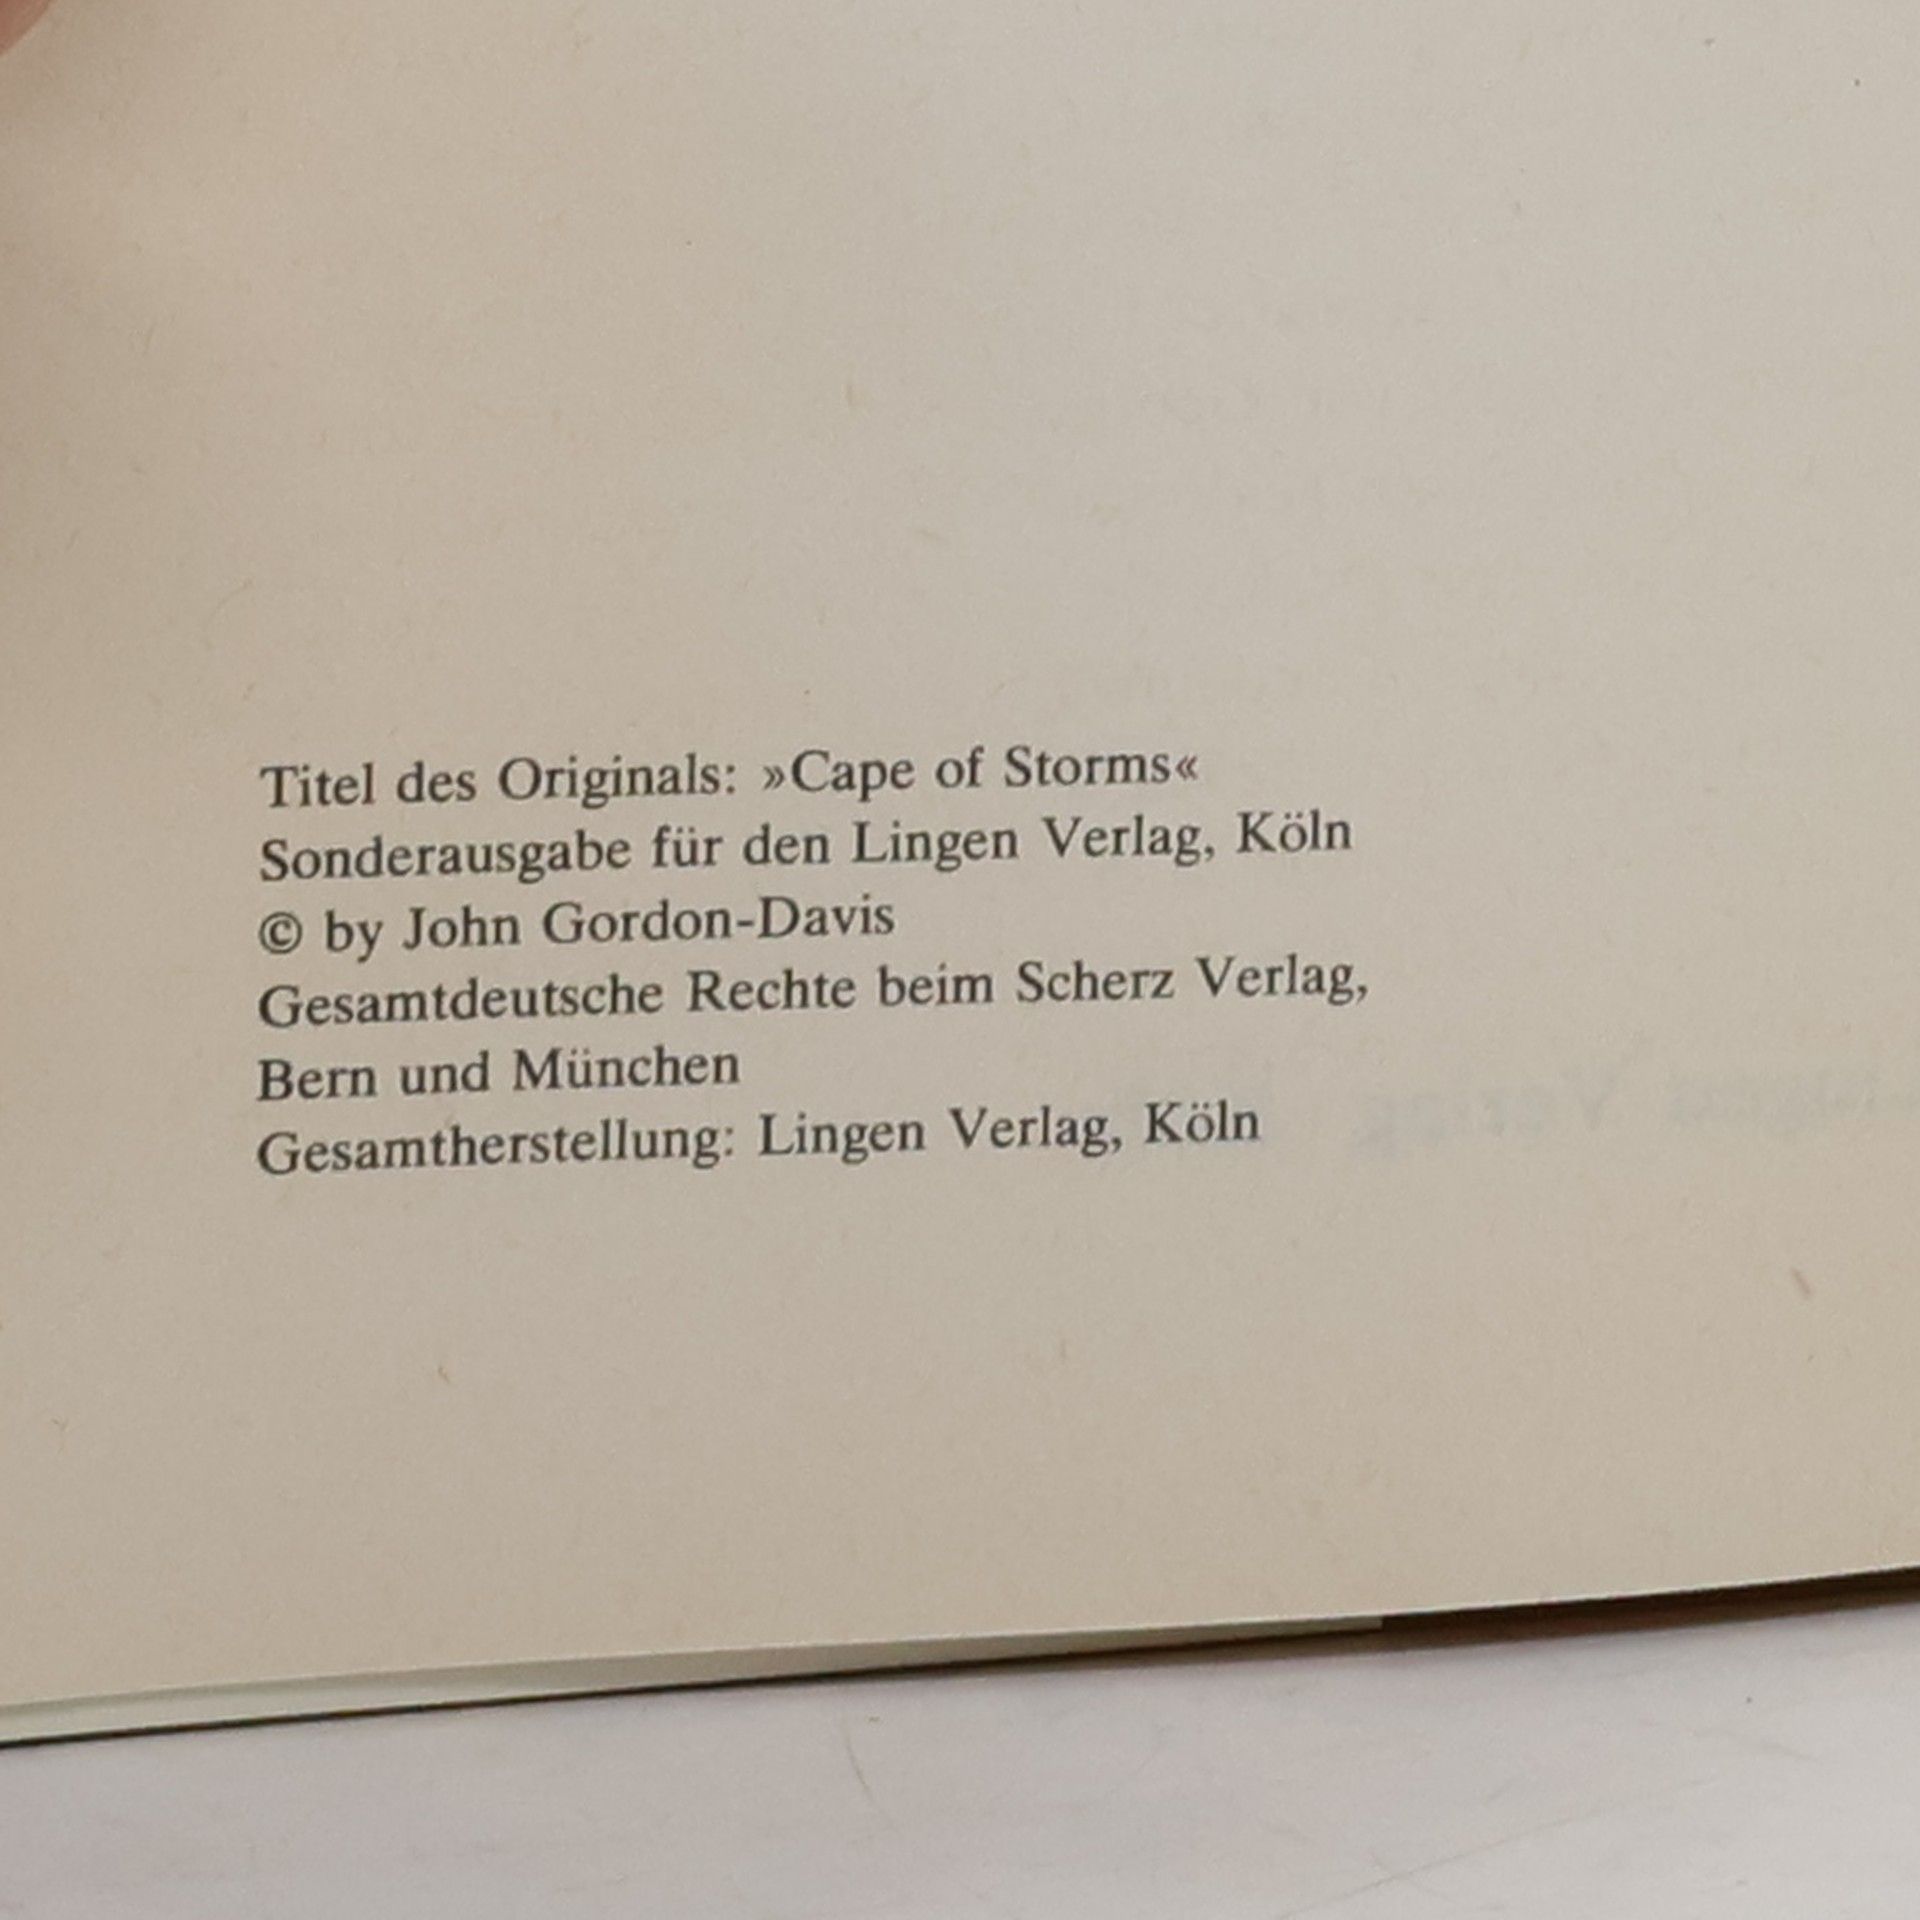 Titel des Originals: »Cape of Storms«
Sonderausgabe für den Lingen Verlag, Köln
© by John Gordon-Davis
Gesamtdeutsche Rechte beim Scherz Verlag,
Bern und München
Gesamtherstellung: Lingen Verlag, Köln